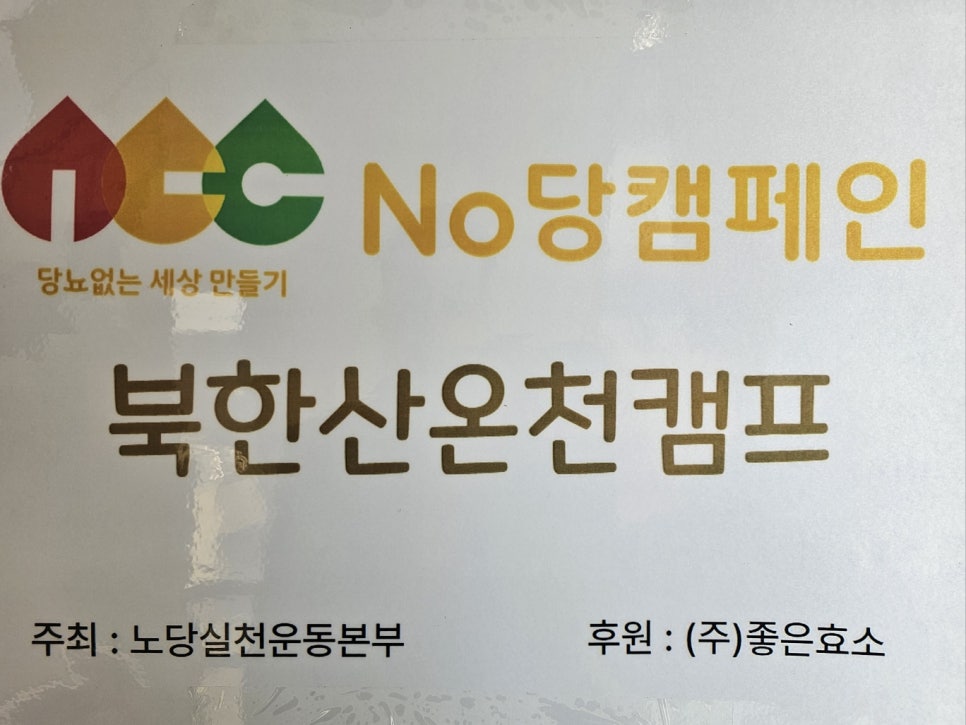 No당캠페인
당뇨없는 세상 만들기
북한산온천캠프
주최 : 노당실천운동본부
후원 : (주)좋은효소